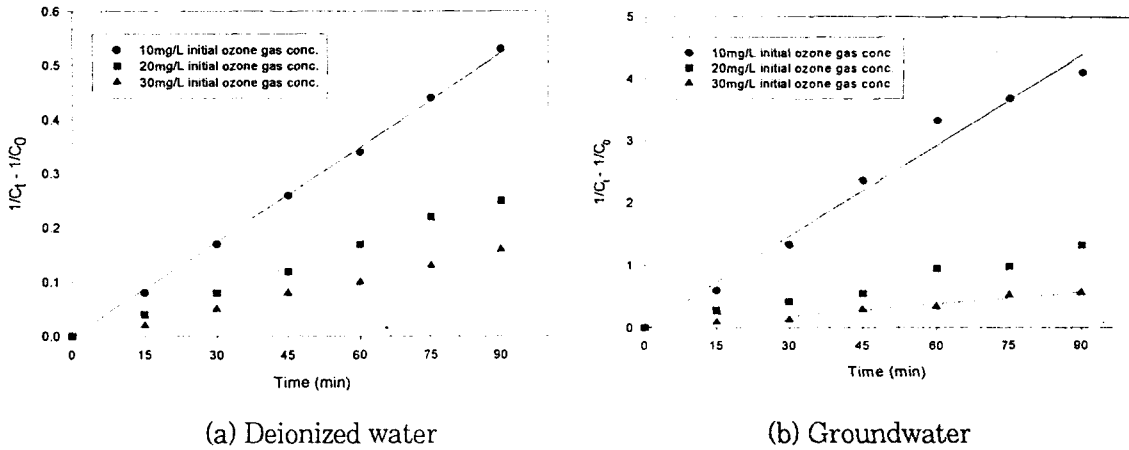 0.6
0.5
0.4
0.3
0.2
0.1
0.0
1/Ct - 1/C0
10mg/L initial ozone gas conc.
20mg/L initial ozone gas conc.
30mg/L initial ozone gas conc.
0 15 30 45 60 75 90
Time (min)
(a) Deionized water
5
4
3
2
1
0
1/Ct - 1/C0
10mg/L initial ozone gas conc.
20mg/L initial ozone gas conc.
30mg/L initial ozone gas conc
0 15 30 45 60 75 90
Time (min)
(b) Groundwater